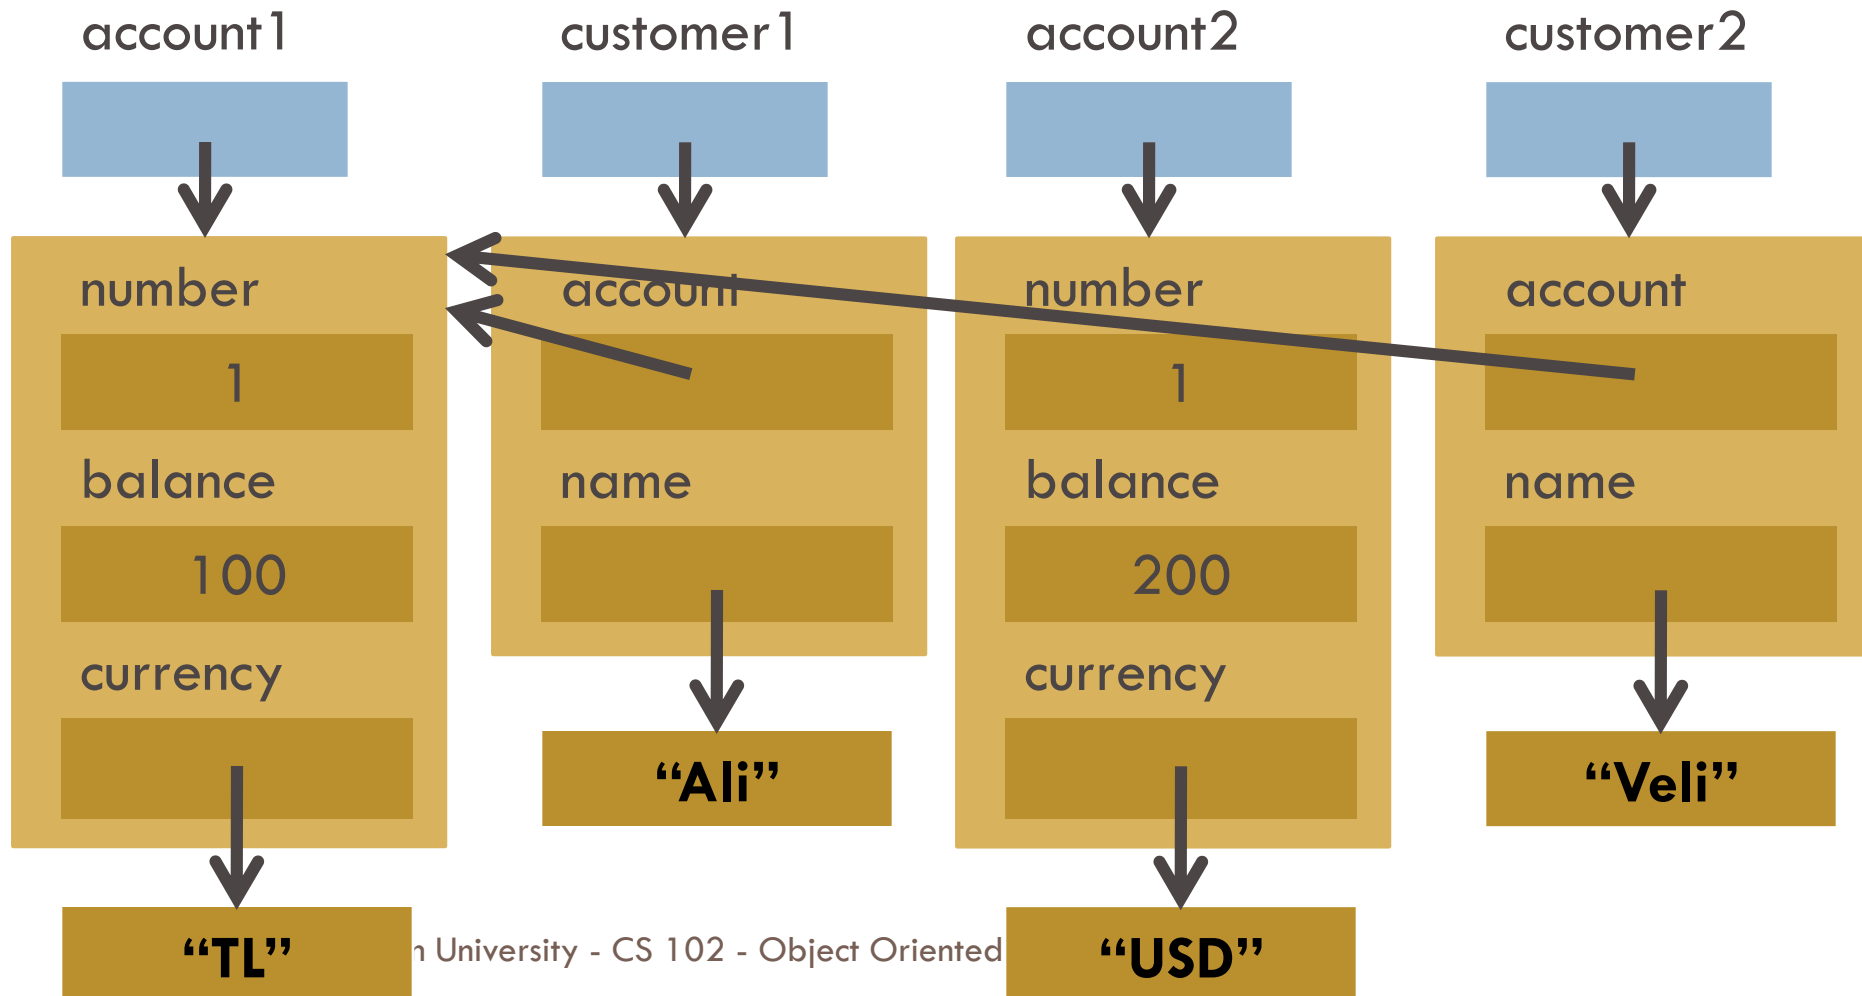 account1
customer1
account2
customer2
number
account
number
account
1
1
balance
name
balance
name
100
200
currency
currency
“Ali”
“Veli”
“TL”
University - CS 102 - Object Oriented
“USD”